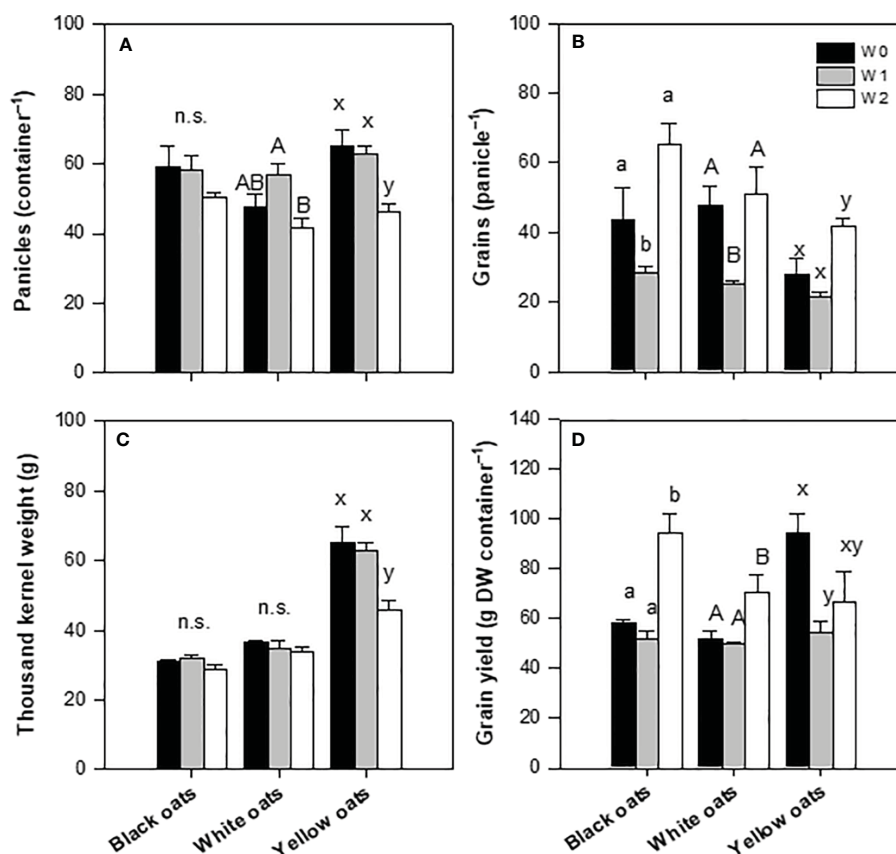 A
Panicles (container⁻¹)
100
80
60
40
20
0
n.s.
AB
A
B
x
x
y
B
W0
W1
W2
Grains (panicle⁻¹)
100
80
60
40
20
0
a
b
a
A
B
A
x
x
y
C
Thousand kernel weight (g)
100
80
60
40
20
0
n.s.
n.s.
x
x
y
Black oats
White oats
Yellow oats
D
Grain yield (g DW container⁻¹)
140
120
100
80
60
40
20
0
a
a
b
A
A
B
x
y
xy
Black oats
White oats
Yellow oats